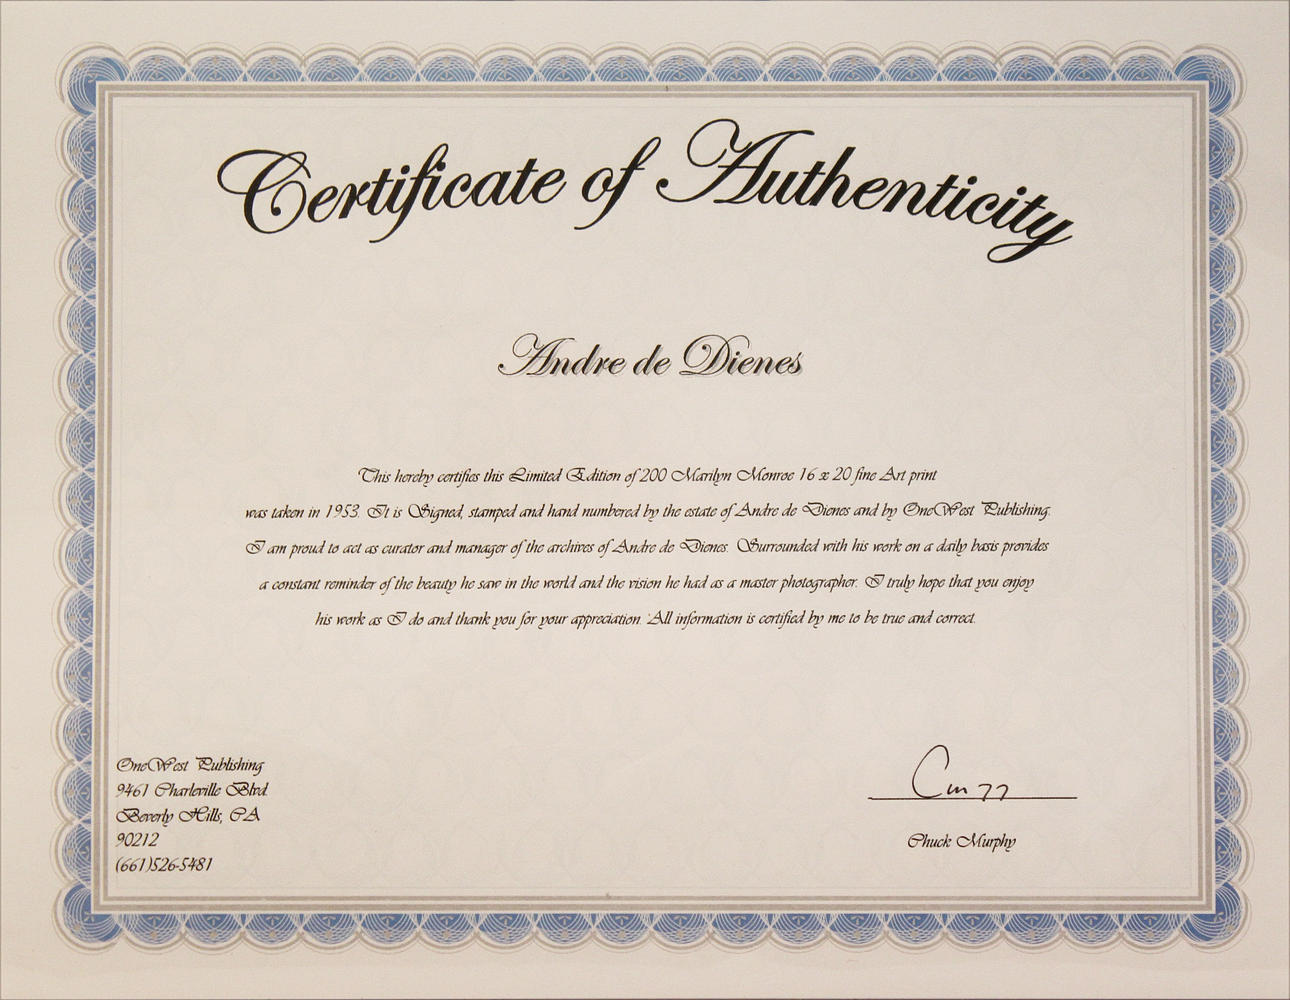 Certificate of Authenticity
Andre de Dienes
This hereby certifies this Limited Edition of 200 Marilyn Monroe 16 x 20 fine Art print
was taken in 1953. It is Signed, stamped and hand numbered by the estate of Andre de Dienes and by OneWest Publishing.
I am proud to act as curator and manager of the archives of Andre de Dienes. Surrounded with his work on a daily basis provides
a constant reminder of the beauty he saw in the world and the vision he had as a master photographer. I truly hope that you enjoy
his work as I do and thank you for your appreciation. All information is certified by me to be true and correct.
OneWest Publishing
9461 Charleville Blvd.
Beverly Hills, CA
90212
(661)526-5481
Chuck Murphy